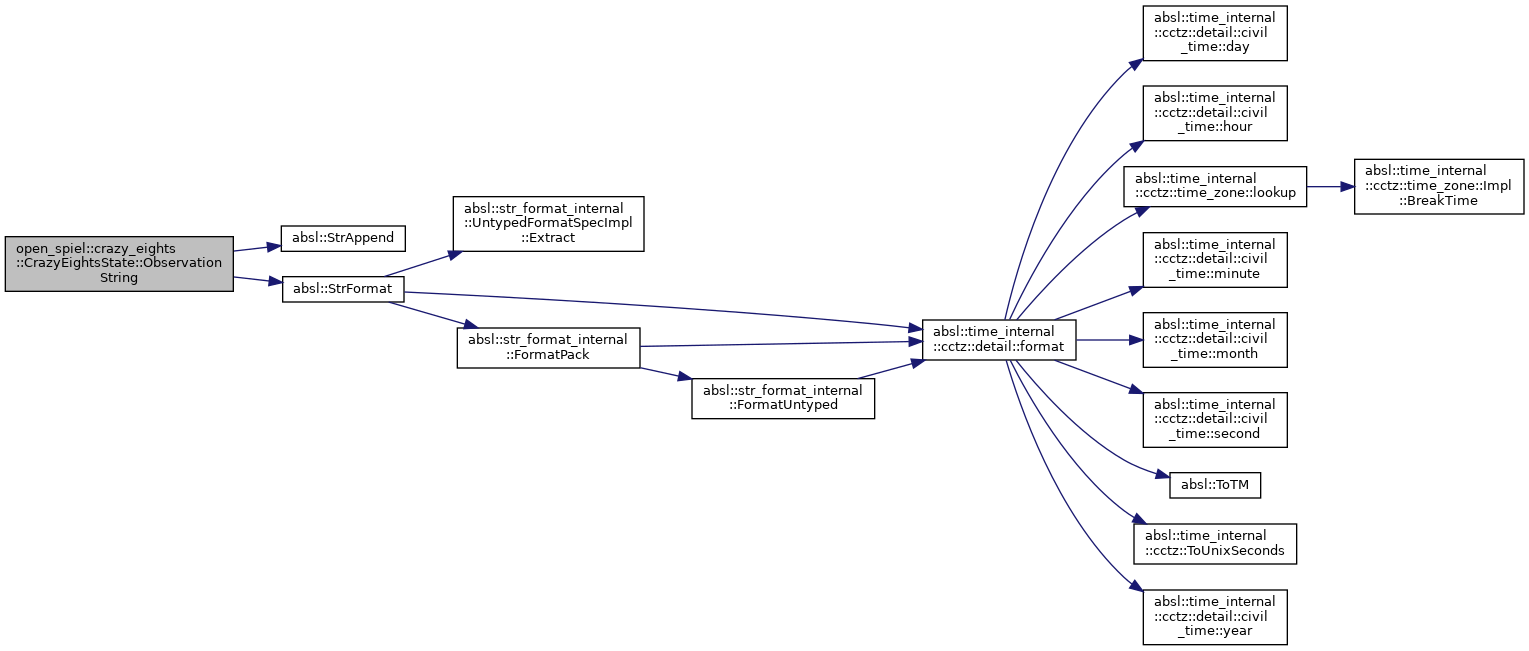 open_spiel::crazy_eights
::CrazyEightsState::Observation
String
absl::StrAppend
absl::StrFormat
absl::str_format_internal
::UntypedFormatSpecImpl
::Extract
absl::str_format_internal
::FormatPack
absl::str_format_internal
::FormatUntyped
absl::time_internal
::cctz::detail::format
absl::time_internal
::cctz::detail::civil
_time::day
absl::time_internal
::cctz::detail::civil
_time::hour
absl::time_internal
::cctz::time_zone::lookup
absl::time_internal
::cctz::time_zone::Impl
::BreakTime
absl::time_internal
::cctz::detail::civil
_time::minute
absl::time_internal
::cctz::detail::civil
_time::month
absl::time_internal
::cctz::detail::civil
_time::second
absl::ToTM
absl::time_internal
::cctz::ToUnixSeconds
absl::time_internal
::cctz::detail::civil
_time::year